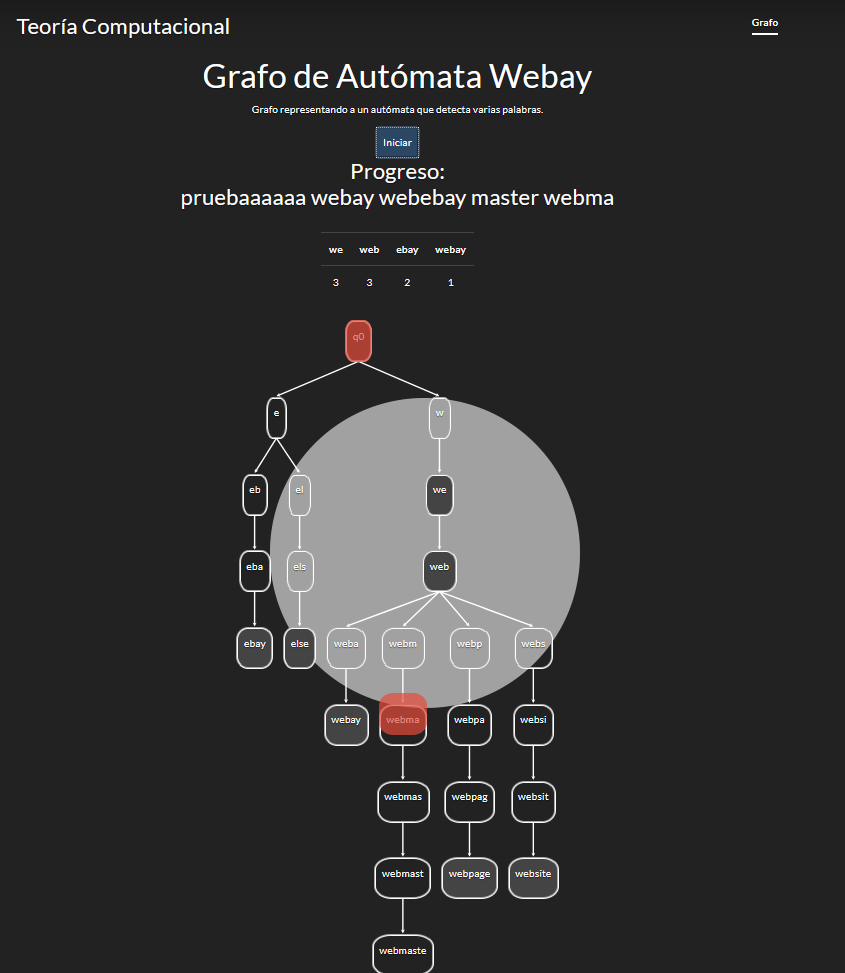 Teoría Computacional
Grafo
Grafo de Autómata Webay
Grafo representando a un autómata que detecta varias palabras.
Iniciar
Progreso:
pruebaaaaaa webay webebay master webma
we web ebay webay
3 3 2 1
q0
e w
eb el we
eba els web
ebay else weba webm webp webs
webay webma webpa websi
webmas webpag websit
webmast webpage website
webmaste